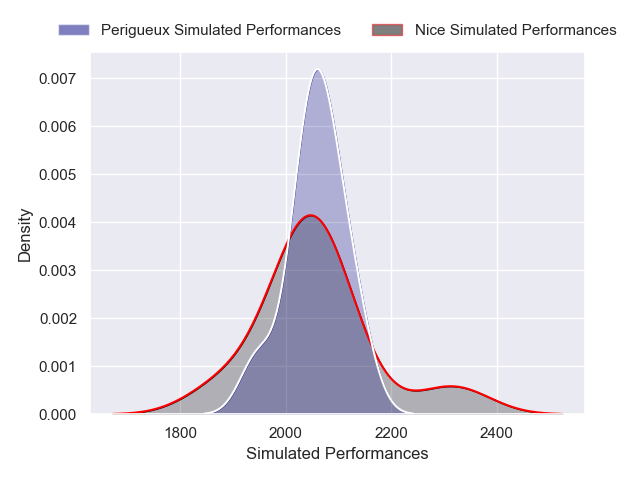 Perigueux Simulated Performances Nice Simulated Performances
0.007
0.006
0.005
0.004
0.003
0.002
0.001
0.000
Density
1800 2000 2200 2400
Simulated Performances